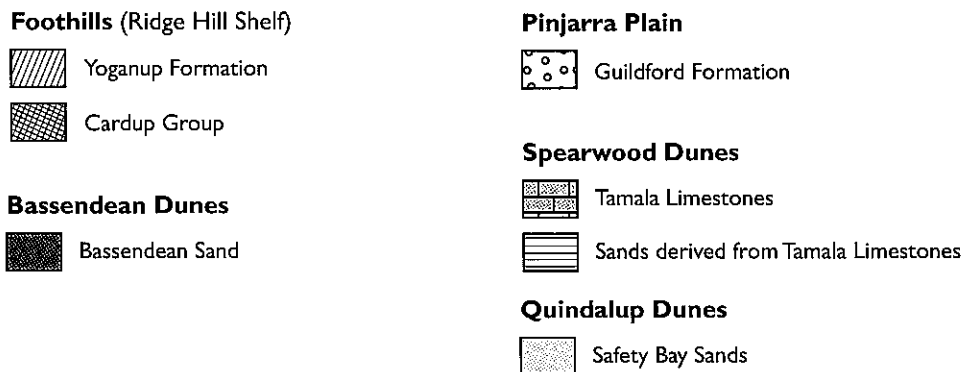 Foothills (Ridge Hill Shelf)
Yoganup Formation
Cardup Group
Bassendean Dunes
Bassendean Sand
Pinjarra Plain
Guildford Formation
Spearwood Dunes
Tamala Limestones
Sands derived from Tamala Limestones
Quindalup Dunes
Safety Bay Sands